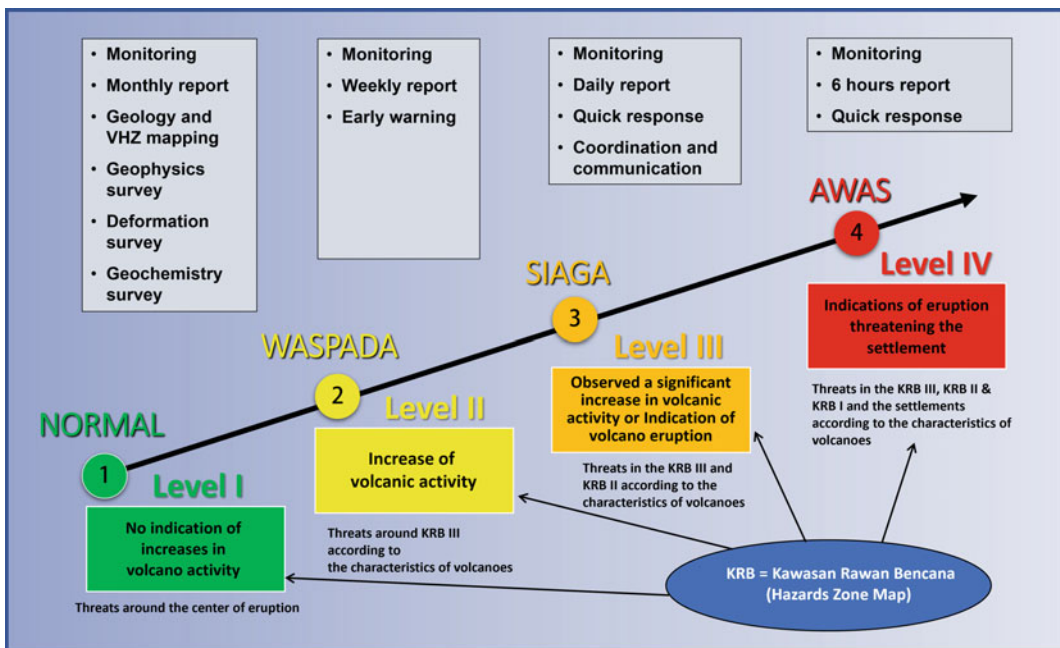 • Monitoring
• Monthly report
• Geology and
VHZ mapping
• Geophysics
survey
• Deformation
survey
• Geochemistry
survey
• Monitoring
• Weekly report
• Early warning
• Monitoring
• Daily report
• Quick response
• Coordination and
communication
• Monitoring
• 6 hours report
• Quick response
NORMAL
1
Level I
No indication of
increases in
volcano activity
Threats around the center of eruption
WASPADA
2
Level II
Increase of
volcanic activity
Threats around KRB III
according to
the characteristics of volcanoes
SIAGA
3
Level III
Observed a significant
increase in volcanic
activity or Indication of
volcano eruption
Threats in the KRB III and
KRB II according to the
characteristics of volcanoes
AWAS
4
Level IV
Indications of eruption
threatening the
settlement
Threats in the KRB III, KRB II &
KRB I and the settlements
according to the characteristics of
volcanoes
KRB = Kawasan Rawan Bencana
(Hazards Zone Map)